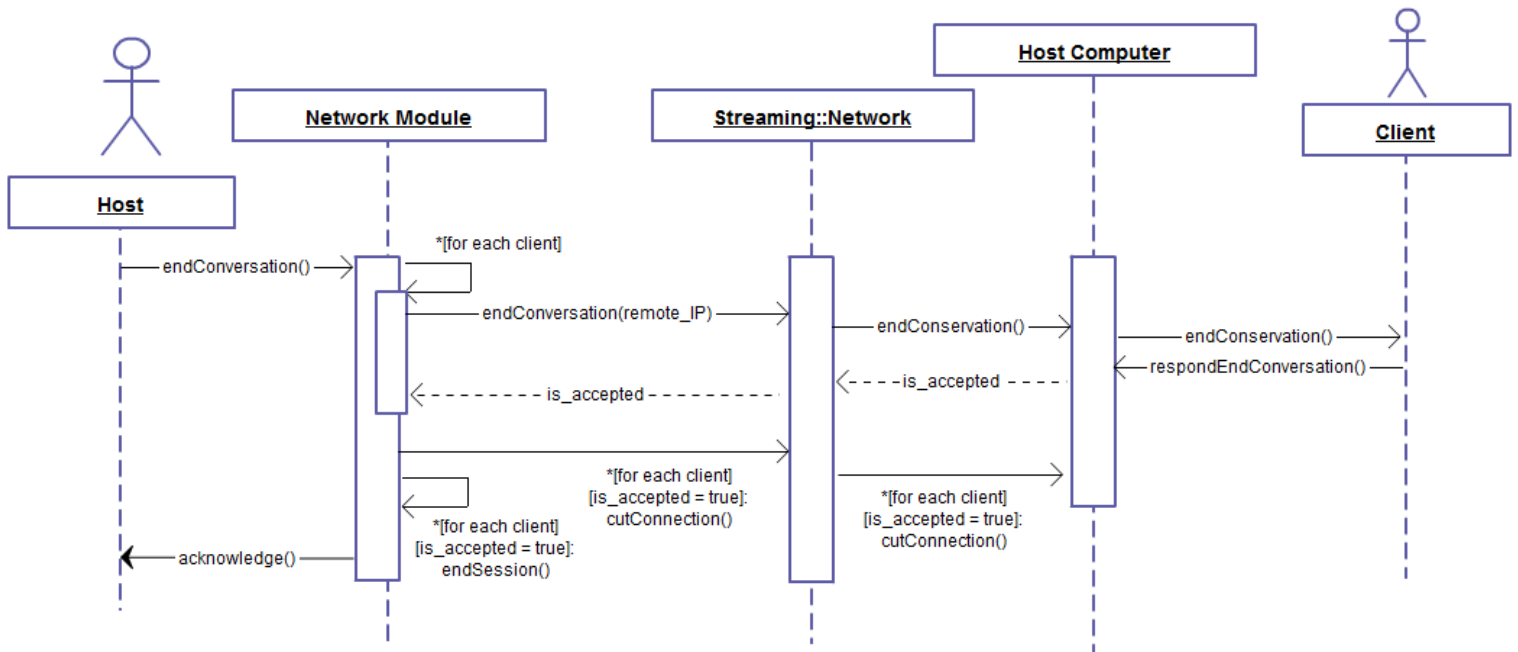 Host Computer
Network Module
Streaming::Network
Client
Host
*[for each client]
endConversation()
endConversation(remote_IP)
endConservation()
endConservation()
respondEndConversation()
is_accepted
is_accepted
*[for each client]
[is_accepted = true]:
cutConnection()
*[for each client]
[is_accepted = true]:
cutConnection()
*[for each client]
[is_accepted = true]:
endSession()
acknowledge()